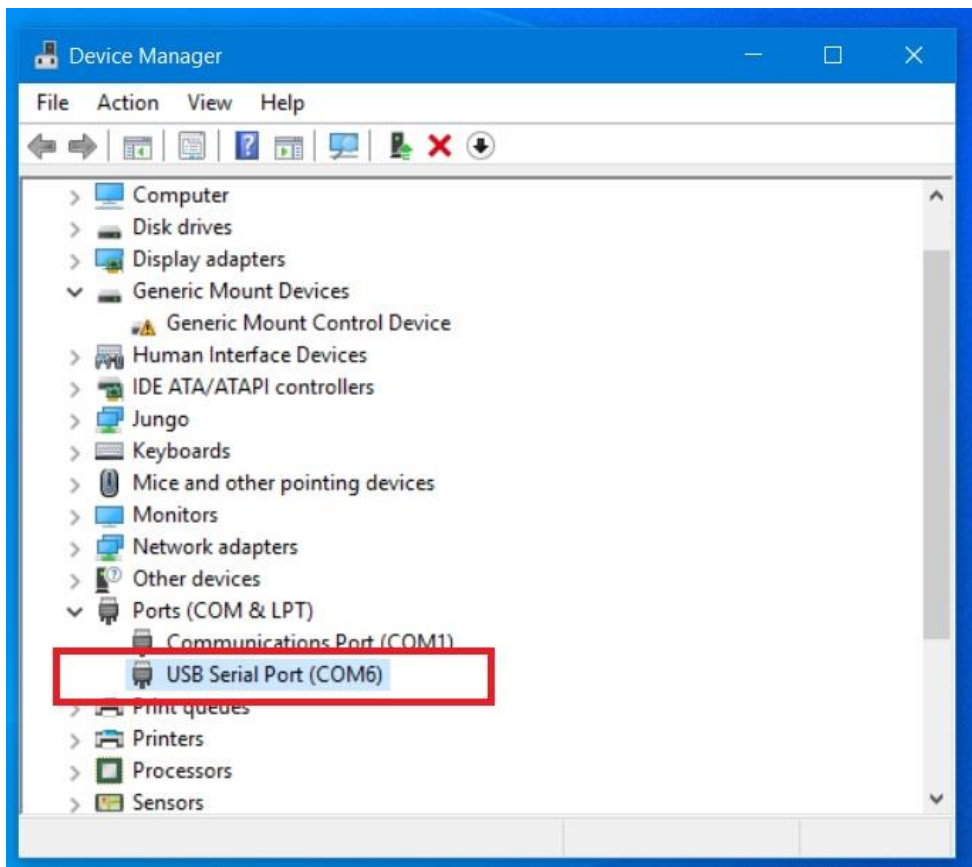 Device Manager
File Action View Help
Computer
Disk drives
Display adapters
Generic Mount Devices
Generic Mount Control Device
Human Interface Devices
IDE ATA/ATAPI controllers
Jungo
Keyboards
Mice and other pointing devices
Monitors
Network adapters
Other devices
Ports (COM & LPT)
Communications Port (COM1)
USB Serial Port (COM6)
Print queues
Printers
Processors
Sensors